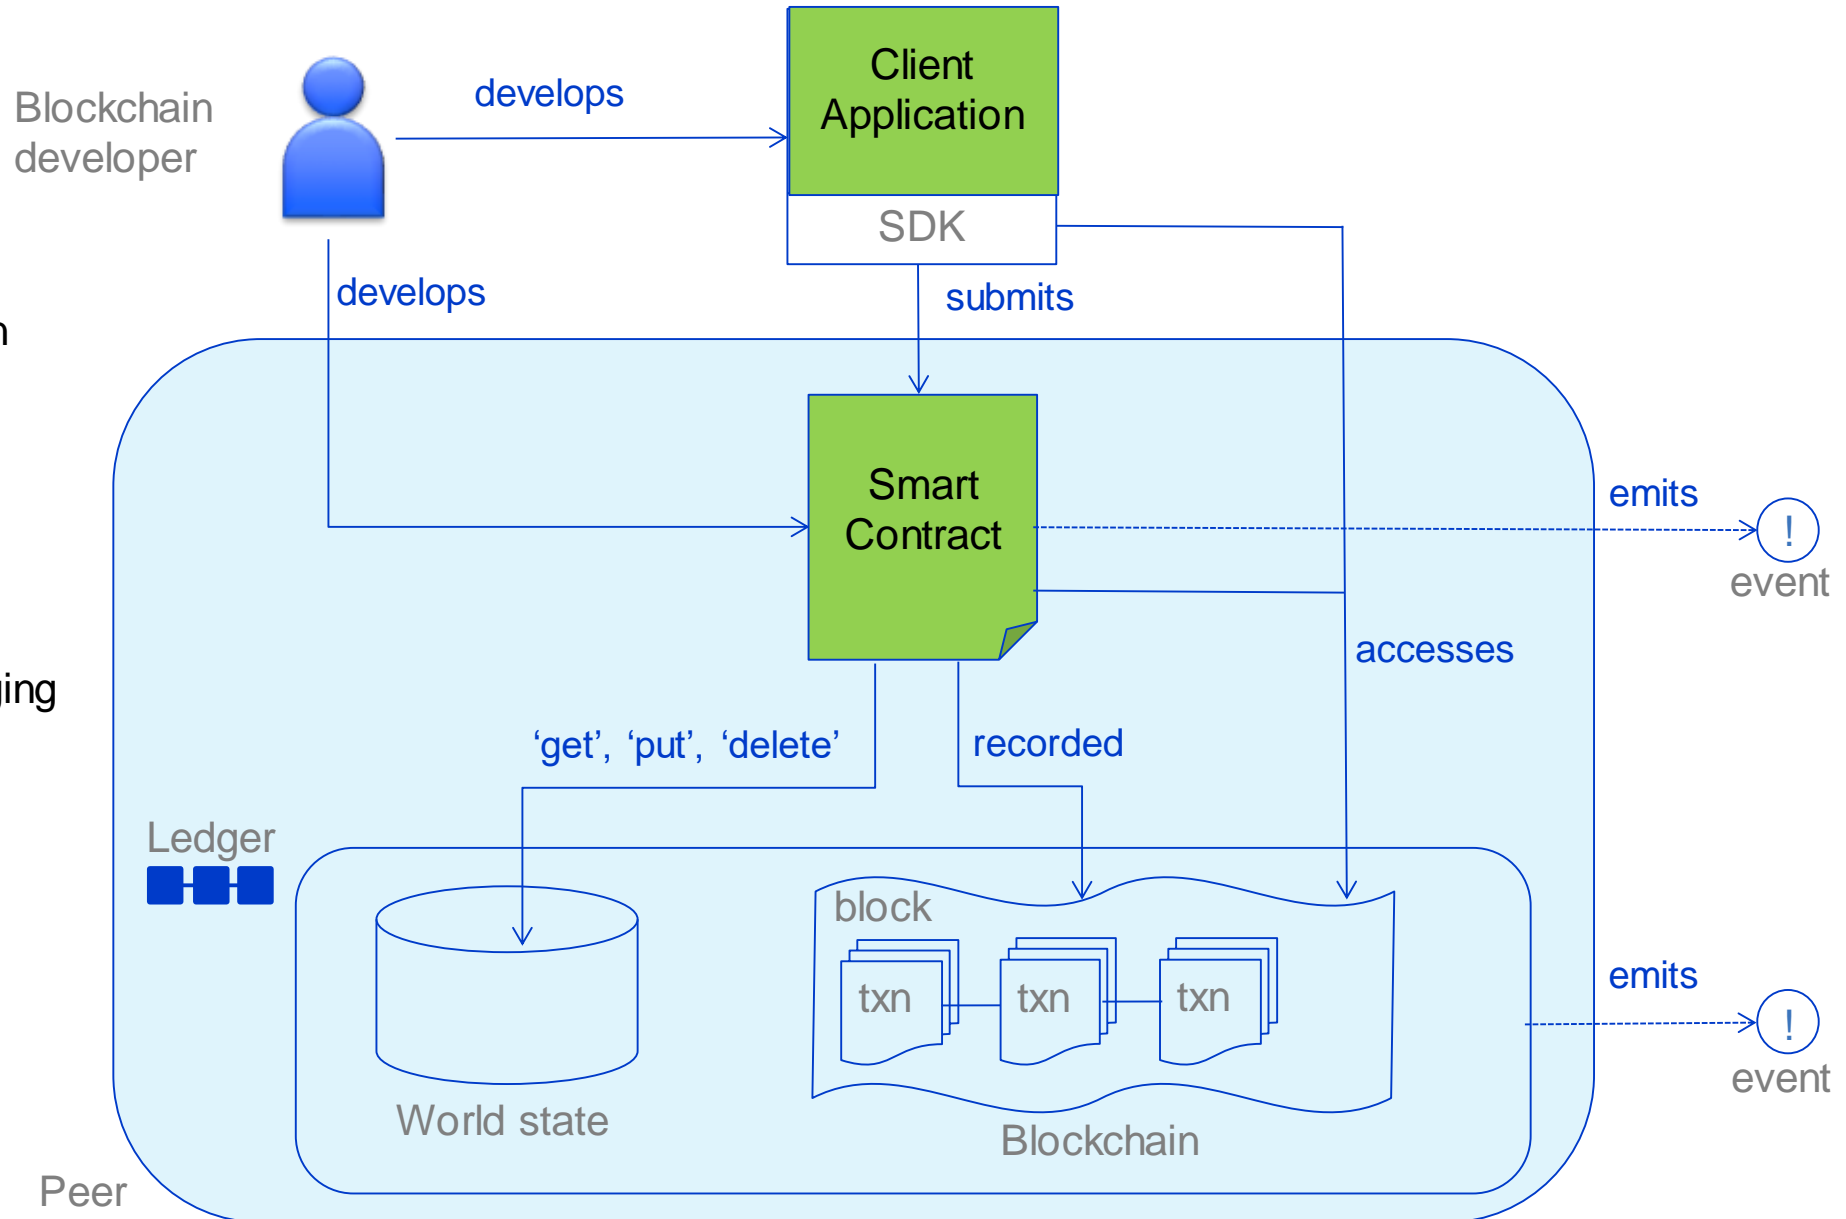 Client
Application
develops
Blockchain
developer
SDK
develops
submits
Smart
Contract
emits
!
event
accesses
‘get’, ‘put’, ‘delete’
recorded
Ledger
block
txn
txn
txn
emits
!
event
World state
Blockchain
Peer